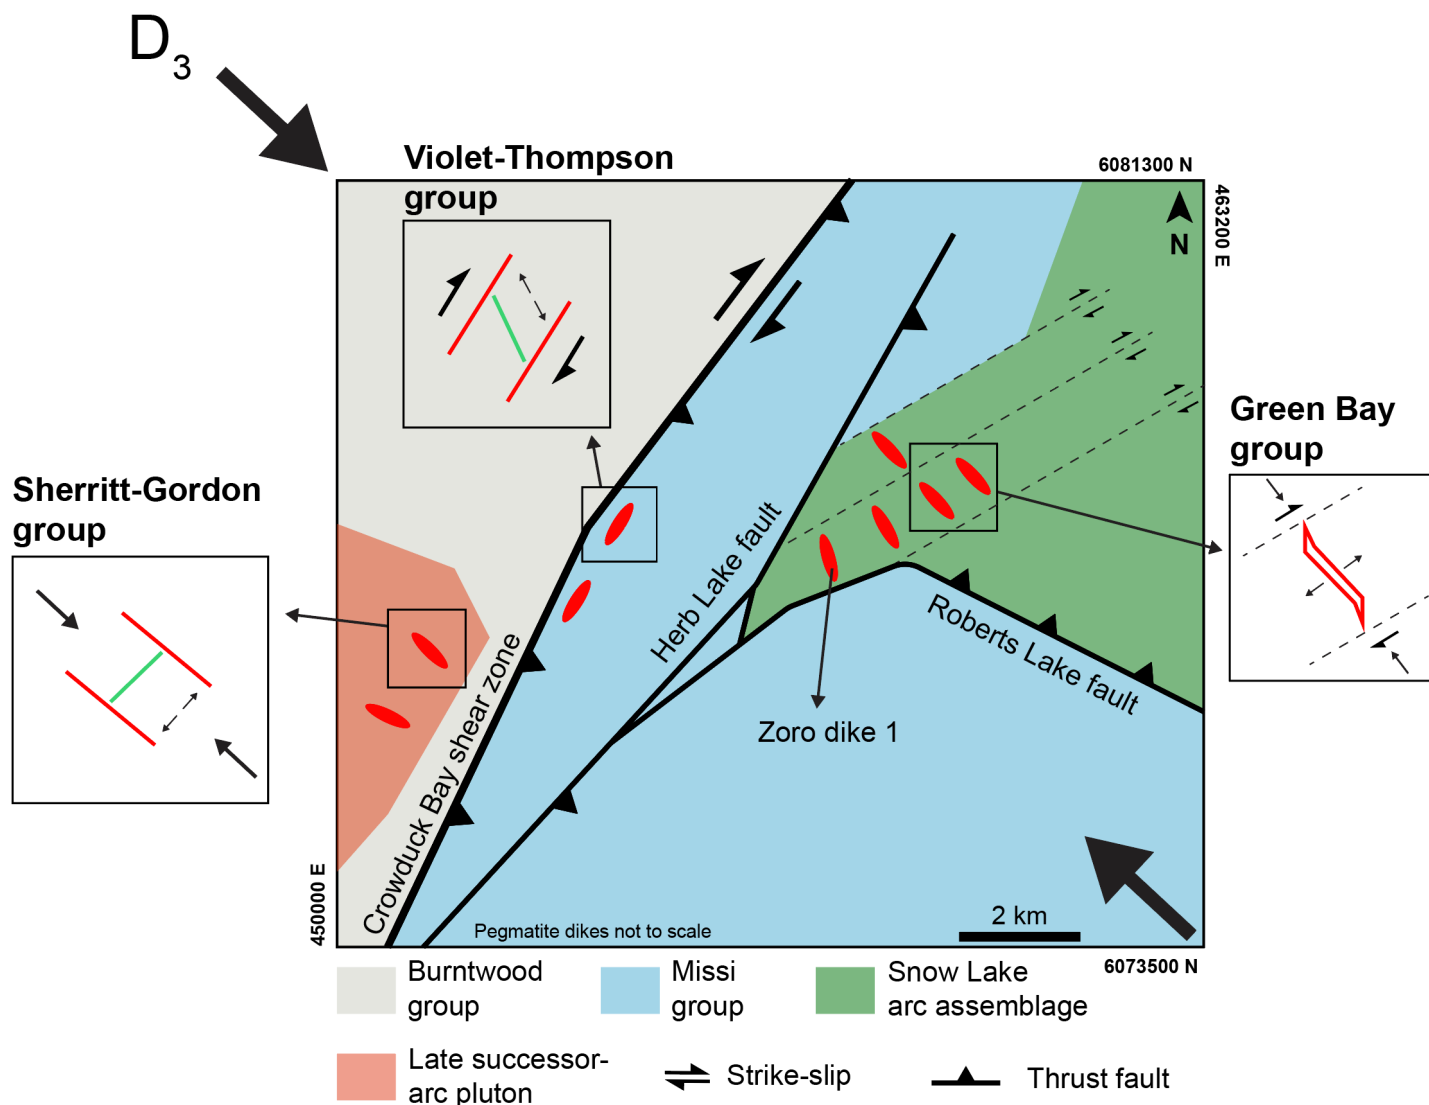 D3
Violet-Thompson
group
6081300 N
463200 E
N
Green Bay
group
Sherritt-Gordon
group
Herb Lake fault
Roberts Lake fault
Zoro dike 1
Crowduck Bay shear zone
450000 E
Pegmatite dikes not to scale
2 km
6073500 N
Burntwood
group
Missi
group
Snow Lake
arc assemblage
Late successor-
arc pluton
Strike-slip
Thrust fault